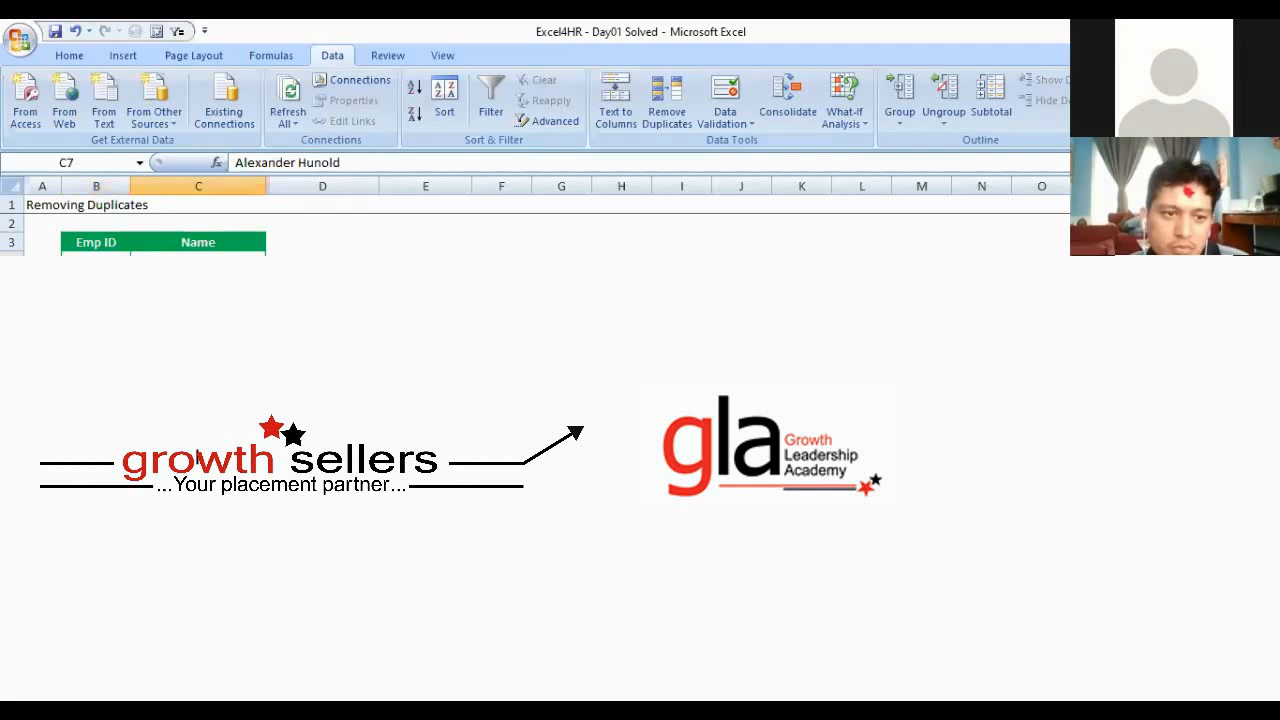 Excel4HR - Day01 Solved - Microsoft Excel
Home Insert Page Layout Formulas Data Review View
From Access
From Web
From Text
From Other Sources
Existing Connections
Get External Data
Refresh All
Connections
Properties
Edit Links
Connections
Sort
Filter
Clear
Reapply
Advanced
Sort & Filter
Text to Columns
Remove Duplicates
Data Validation
Consolidate
What-If Analysis
Data Tools
Group
Ungroup
Subtotal
Outline
C7 fx Alexander Hunold
A B C D E F G H I J K L M N O
1 Removing Duplicates
2
3 Emp ID Name
growth sellers
...Your placement partner...
gla
Growth
Leadership
Academy